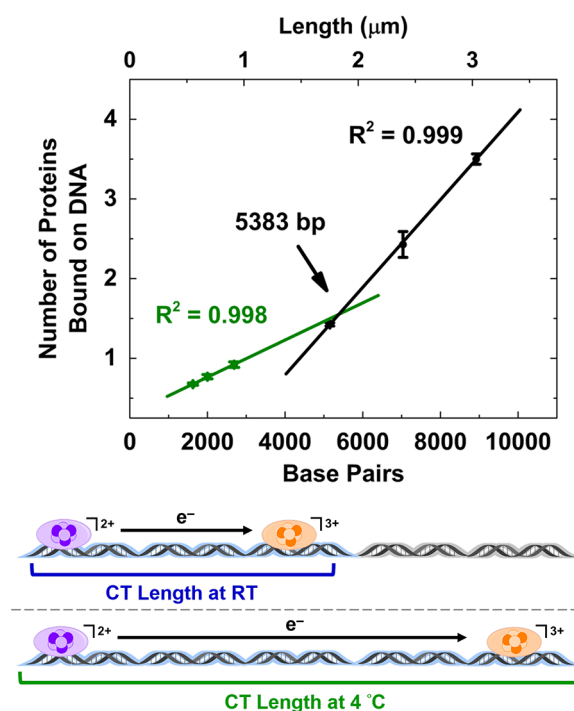 Length (μm)
0 1 2 3
Number of Proteins
Bound on DNA
4
3
2
1
R² = 0.999
5383 bp
R² = 0.998
0 2000 4000 6000 8000 10000
Base Pairs
]2+ e⁻ ]3+
CT Length at RT
]2+ e⁻ ]3+
CT Length at 4 °C